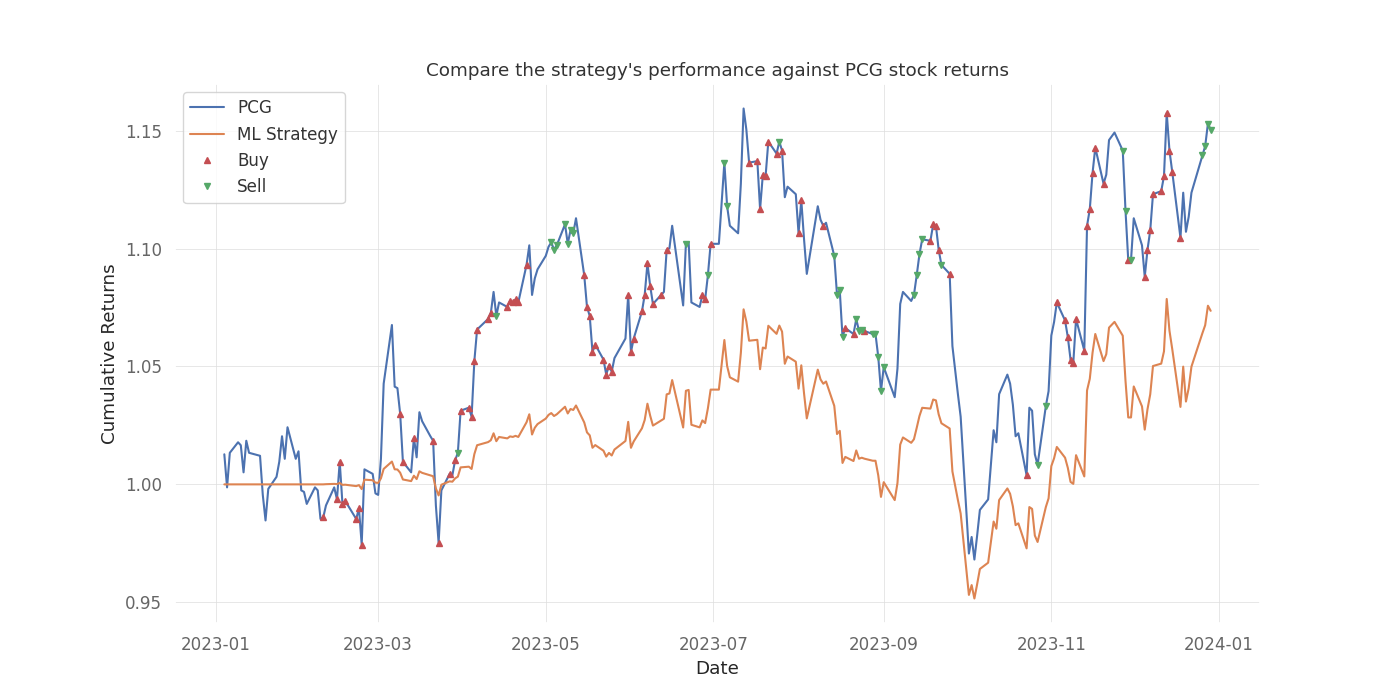 Compare the strategy's performance against PCG stock returns
PCG
ML Strategy
Buy
Sell
1.15
1.10
1.05
1.00
0.95
Cumulative Returns
2023-01
2023-03
2023-05
2023-07
2023-09
2023-11
2024-01
Date